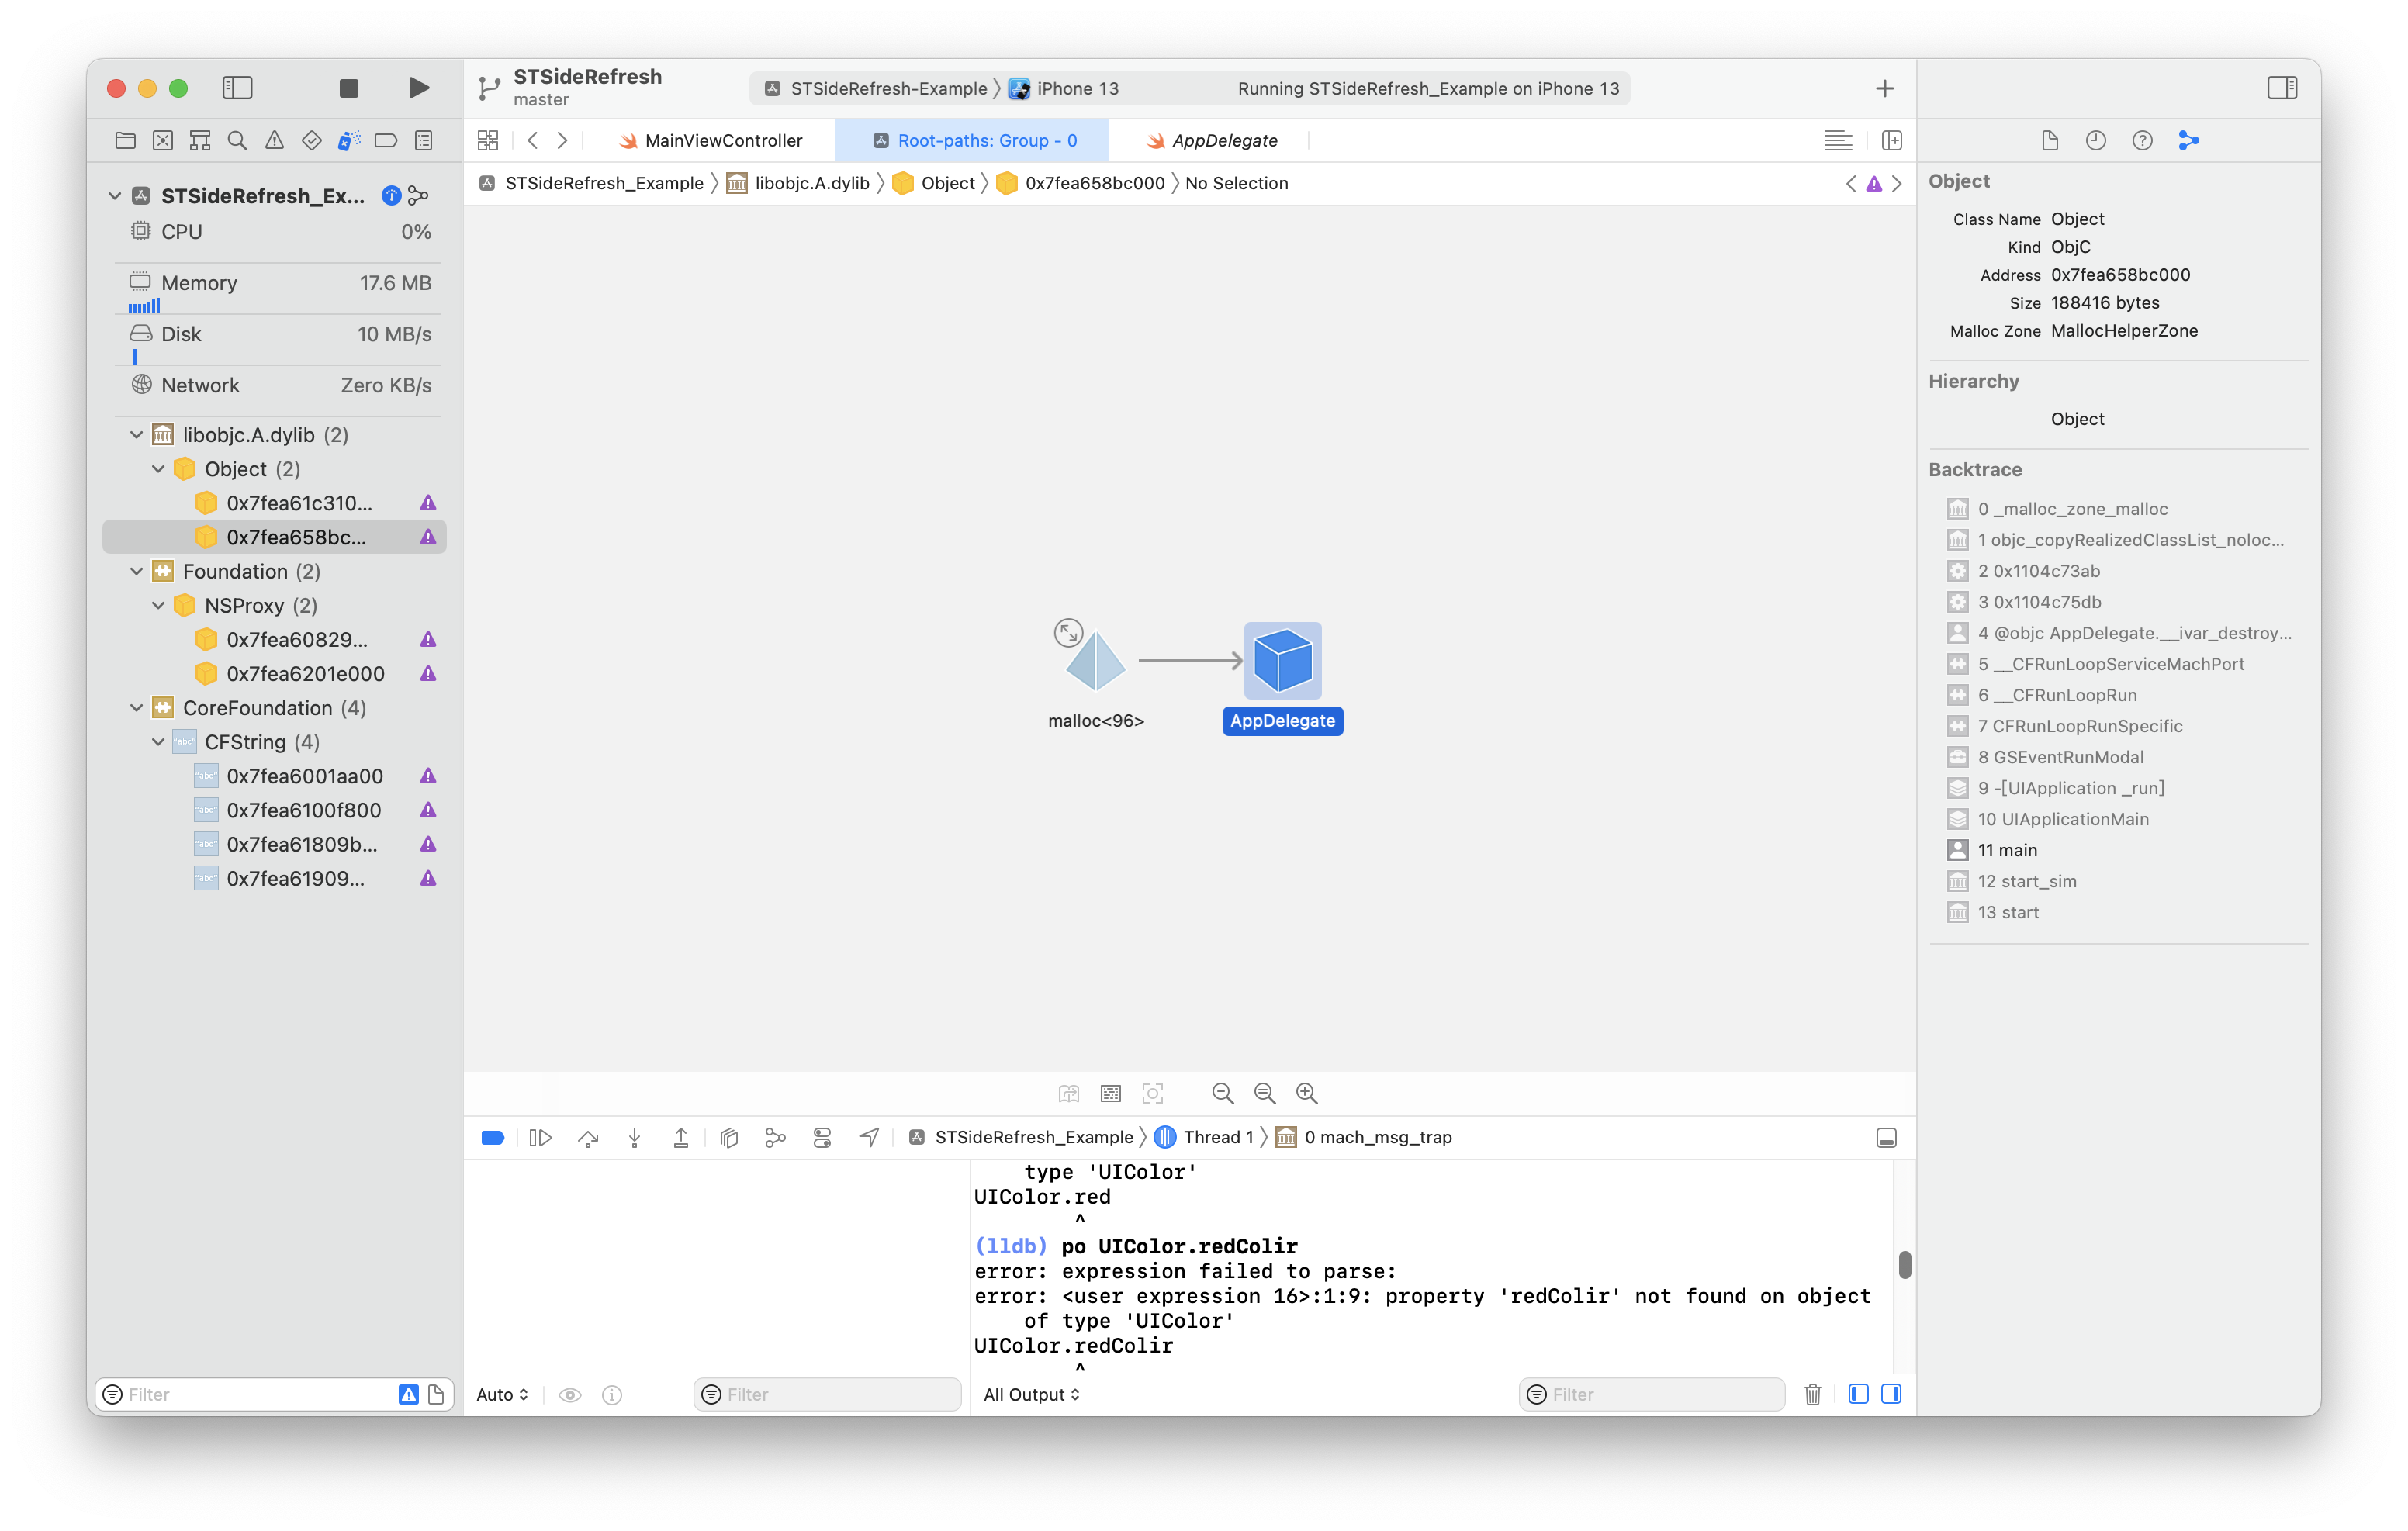 STSideRefresh
master
STSideRefresh-Example
iPhone 13
Running STSideRefresh_Example on iPhone 13
MainViewController
Root-paths: Group - 0
AppDelegate
STSideRefresh_Example
libobjc.A.dylib
Object
0x7fea658bc000
No Selection
STSideRefresh_Ex...
CPU 0%
Memory 17.6 MB
Disk 10 MB/s
Network Zero KB/s
libobjc.A.dylib (2)
Object (2)
0x7fea61c310...
0x7fea658bc...
Foundation (2)
NSProxy (2)
0x7fea60829...
0x7fea6201e000
CoreFoundation (4)
"abc" CFString (4)
"abc" 0x7fea6001aa00
"abc" 0x7fea6100f800
"abc" 0x7fea61809b...
"abc" 0x7fea61909...
Filter
malloc<96>
AppDelegate
STSideRefresh_Example
Thread 1
0 mach_msg_trap
type 'UIColor'
UIColor.red
^
(lldb) po UIColor.redColir
error: expression failed to parse:
error: <user expression 16>:1:9: property 'redColir' not found on object
of type 'UIColor'
UIColor.redColir
^
Auto
Filter
All Output
Filter
Object
Class Name Object
Kind ObjC
Address 0x7fea658bc000
Size 188416 bytes
Malloc Zone MallocHelperZone
Hierarchy
Object
Backtrace
0 _malloc_zone_malloc
1 objc_copyRealizedClassList_noloc...
2 0x1104c73ab
3 0x1104c75db
4 @objc AppDelegate.__ivar_destroy...
5 __CFRunLoopServiceMachPort
6 __CFRunLoopRun
7 CFRunLoopRunSpecific
8 GSEventRunModal
9 -[UIApplication _run]
10 UIApplicationMain
11 main
12 start_sim
13 start